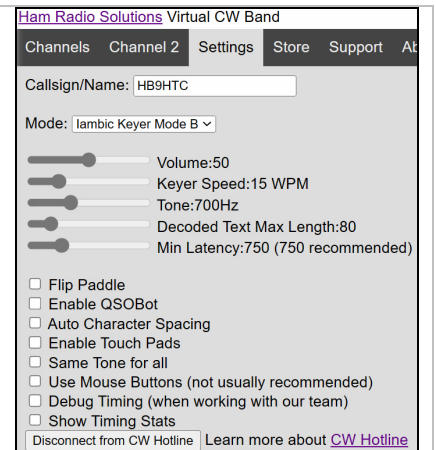 Ham Radio Solutions Virtual CW Band
Channels Channel 2 Settings Store Support
Callsign/Name: HB9HTC
Mode: Iambic Keyer Mode B
Volume:50
Keyer Speed:15 WPM
Tone:700Hz
Decoded Text Max Length:80
Min Latency:750 (750 recommended)
Flip Paddle
Enable QSOBot
Auto Character Spacing
Enable Touch Pads
Same Tone for all
Use Mouse Buttons (not usually recommended)
Debug Timing (when working with our team)
Show Timing Stats
Disconnect from CW Hotline Learn more about CW Hotline